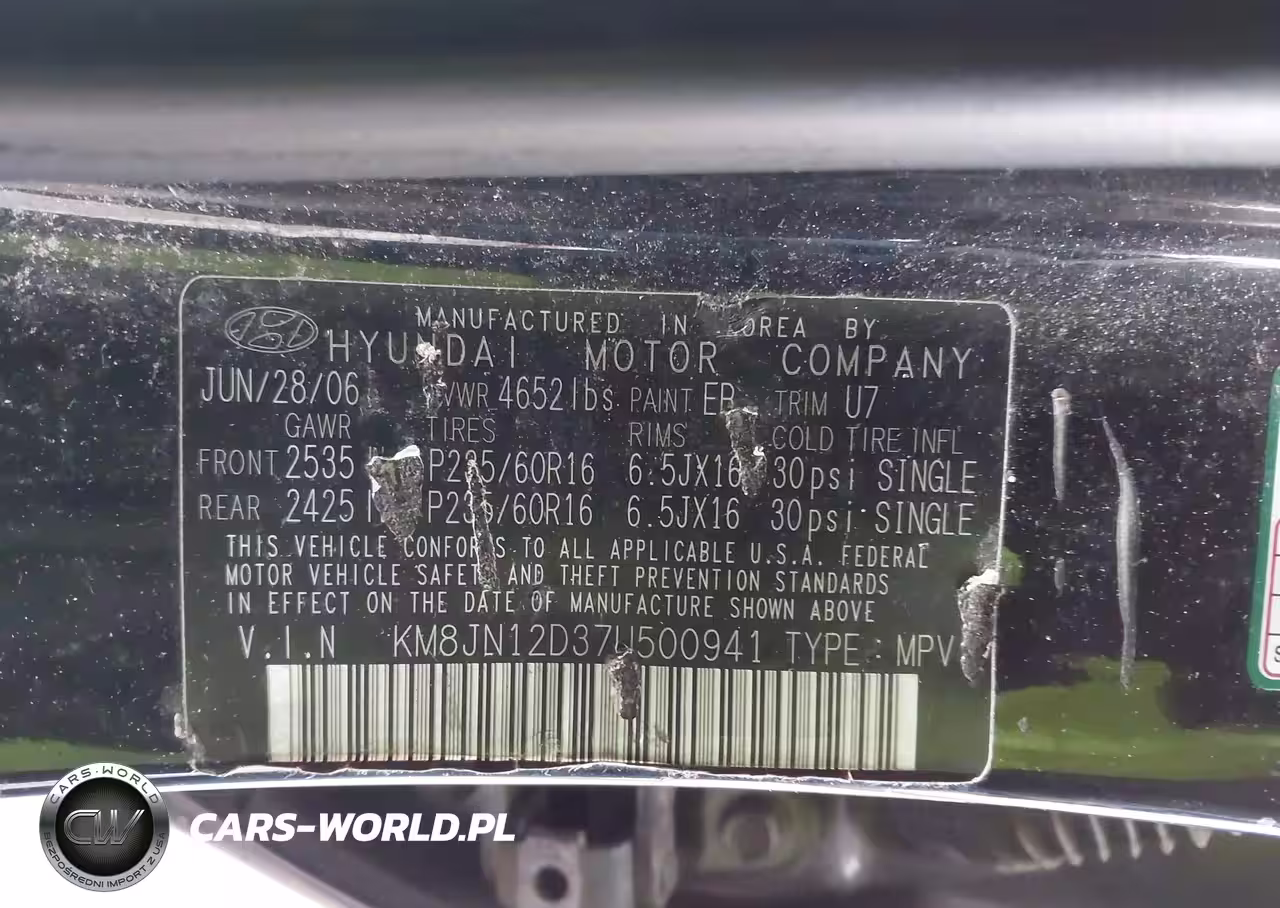 MANUFACTURED IN KOREA BY
HYUNDAI MOTOR COMPANY
JUN/28/06 GVWR 4652lbs PAINT EB TRIM U7
GAWR TIRES RIMS COLD TIRE INFL
FRONT 2535 P235/60R16 6.5JX16 30psi SINGLE
REAR 2425 P235/60R16 6.5JX16 30psi SINGLE
THIS VEHICLE CONFORMS TO ALL APPLICABLE U.S.A. FEDERAL
MOTOR VEHICLE SAFETY AND THEFT PREVENTION STANDARDS
IN EFFECT ON THE DATE OF MANUFACTURE SHOWN ABOVE
V.I.N KM8JN12D37U500941 TYPE : MPV
CARS-WORLD
CW
BEZPOŚREDNI IMPORT Z USA
CARS-WORLD.PL